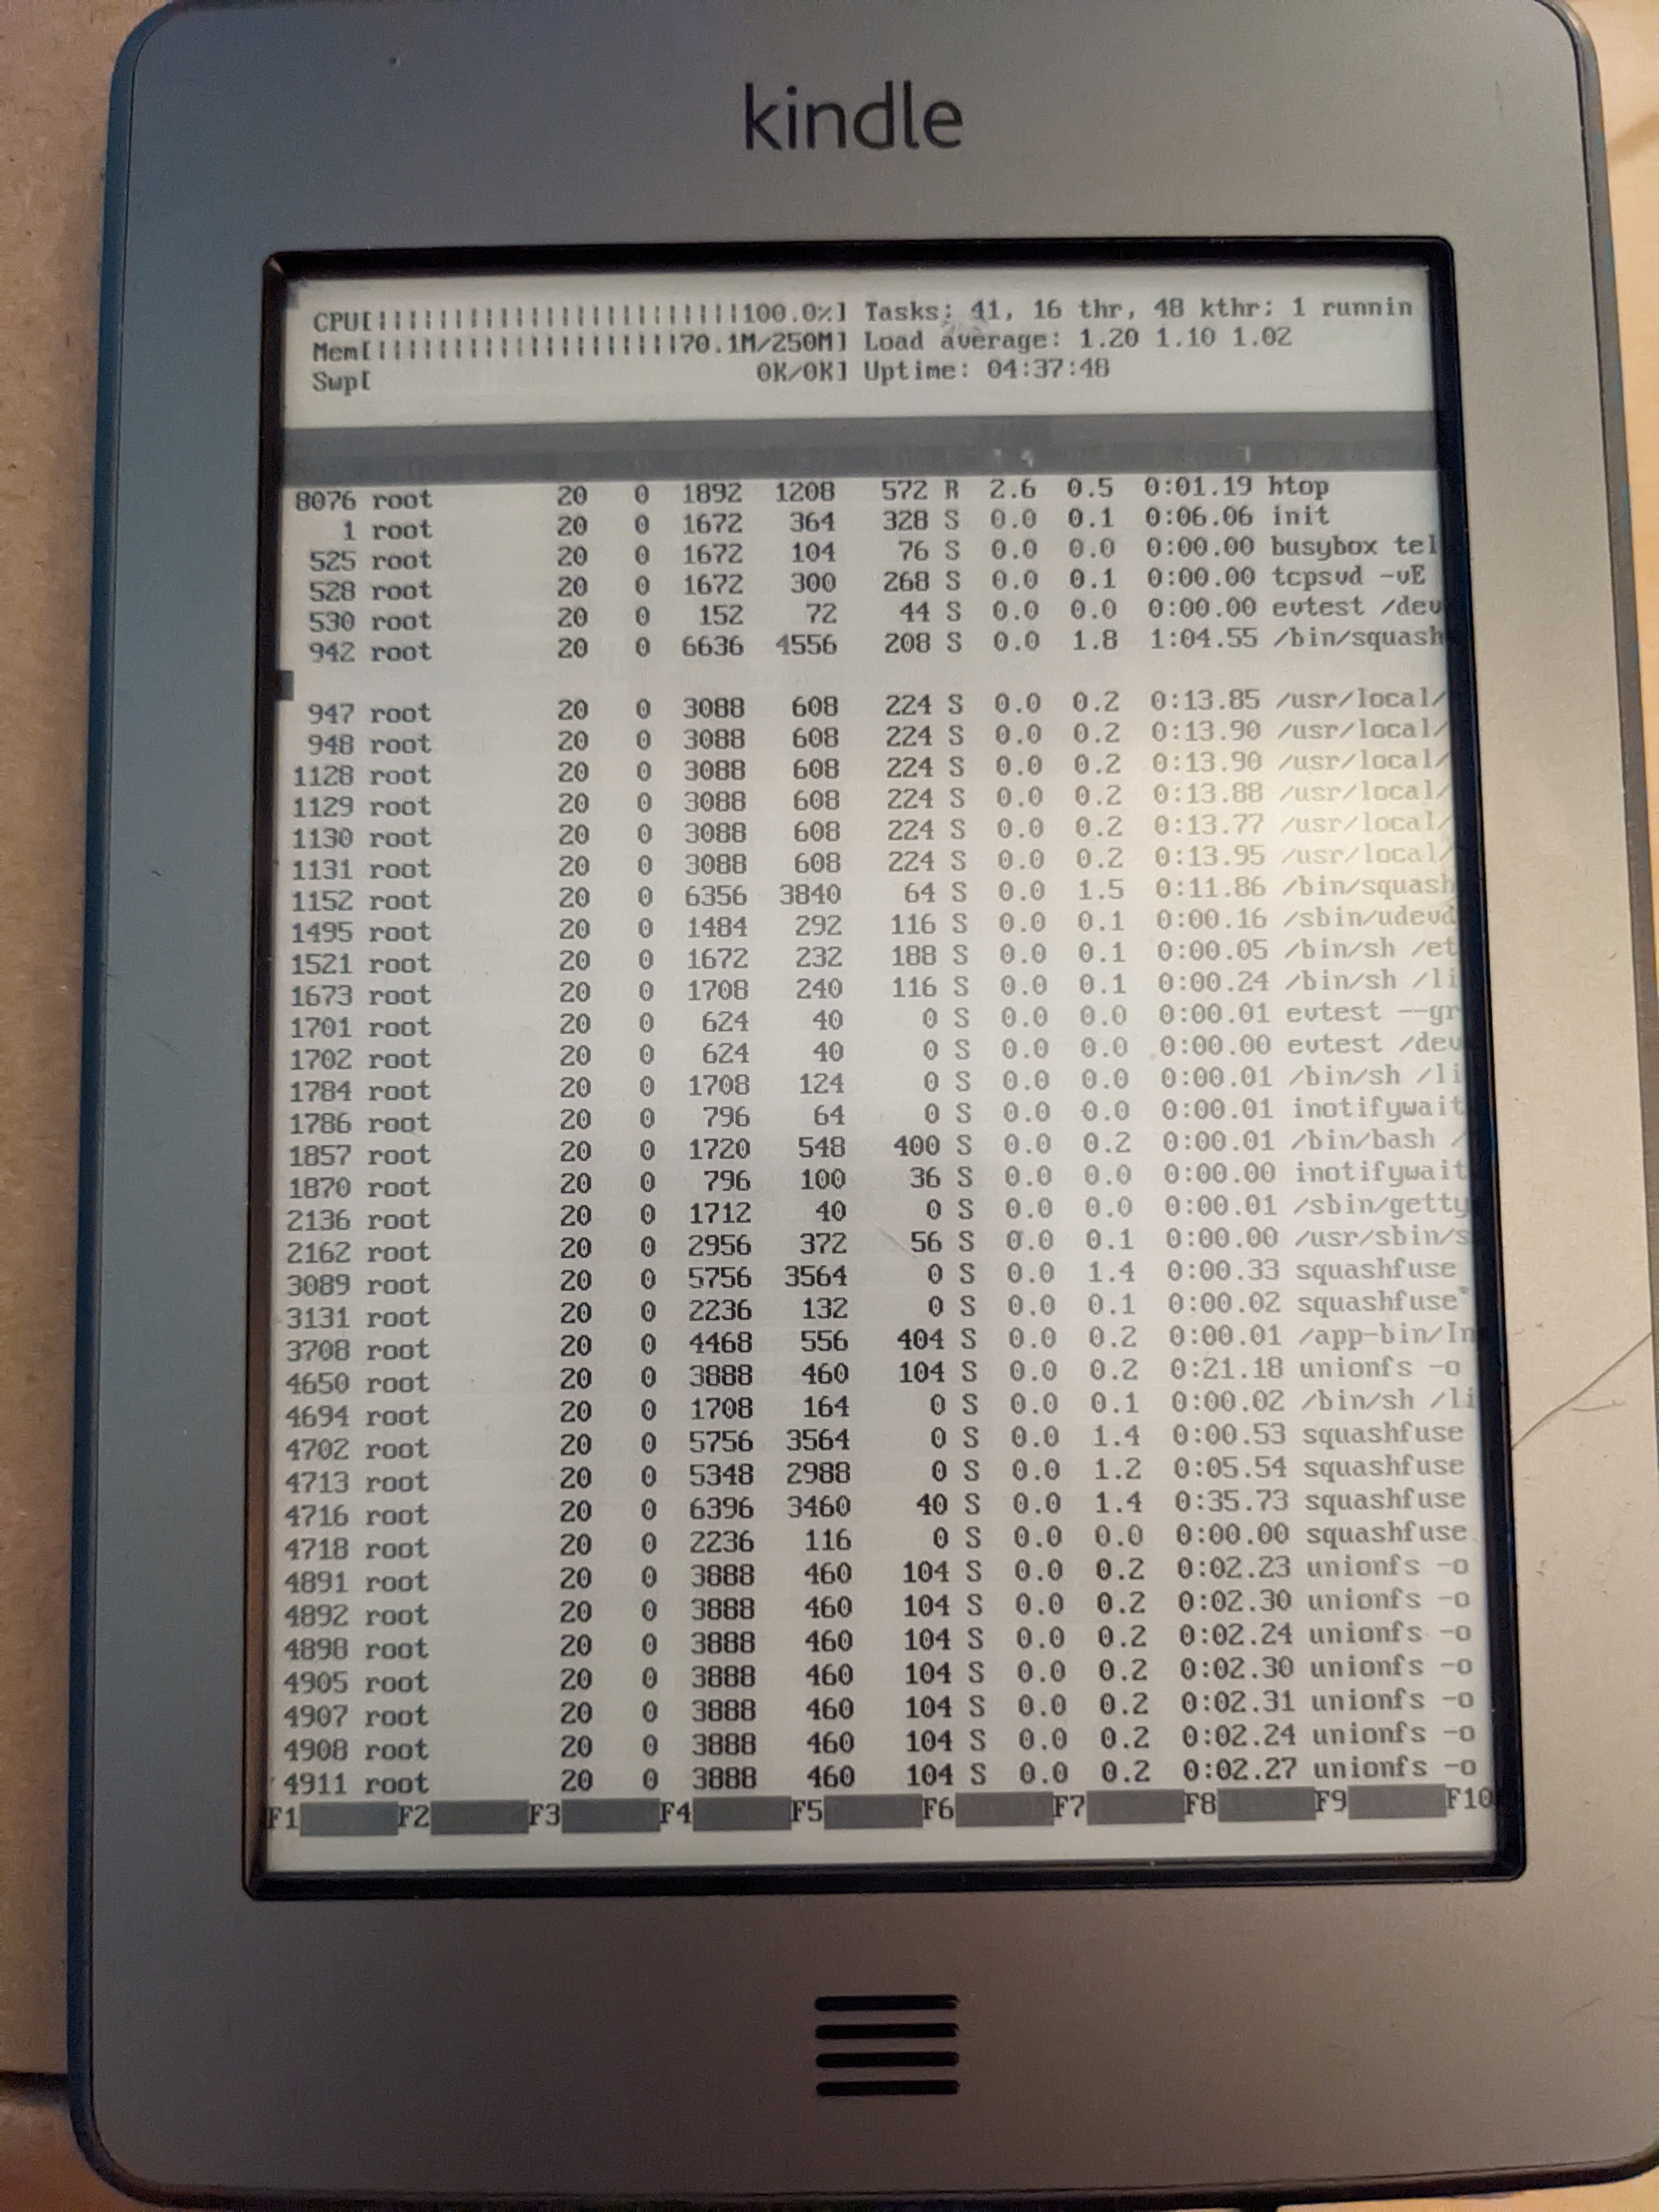 kindle
CPU[||||||||||||||||||||||||100.0%] Tasks: 41, 16 thr, 48 kthr; 1 runnin
Mem[||||||||||||||||||||70.1M/250M] Load average: 1.20 1.10 1.02
Swp[ 0K/0K] Uptime: 04:37:48
8076 root 20 0 1892 1208 572 R 2.6 0.5 0:01.19 htop
1 root 20 0 1672 364 328 S 0.0 0.1 0:06.06 init
525 root 20 0 1672 104 76 S 0.0 0.0 0:00.00 busybox tel
528 root 20 0 1672 300 268 S 0.0 0.1 0:00.00 tcpsvd -vE
530 root 20 0 152 72 44 S 0.0 0.0 0:00.00 evtest /dev
942 root 20 0 6636 4556 208 S 0.0 1.8 1:04.55 /bin/squash
947 root 20 0 3088 608 224 S 0.0 0.2 0:13.85 /usr/local/
948 root 20 0 3088 608 224 S 0.0 0.2 0:13.90 /usr/local/
1128 root 20 0 3088 608 224 S 0.0 0.2 0:13.90 /usr/local/
1129 root 20 0 3088 608 224 S 0.0 0.2 0:13.88 /usr/local/
1130 root 20 0 3088 608 224 S 0.0 0.2 0:13.77 /usr/local/
1131 root 20 0 3088 608 224 S 0.0 0.2 0:13.95 /usr/local/
1152 root 20 0 6356 3840 64 S 0.0 1.5 0:11.86 /bin/squash
1495 root 20 0 1484 292 116 S 0.0 0.1 0:00.16 /sbin/udevd
1521 root 20 0 1672 232 188 S 0.0 0.1 0:00.05 /bin/sh /et
1673 root 20 0 1708 240 116 S 0.0 0.1 0:00.24 /bin/sh /li
1701 root 20 0 624 40 0 S 0.0 0.0 0:00.01 evtest --gr
1702 root 20 0 624 40 0 S 0.0 0.0 0:00.00 evtest /dev
1784 root 20 0 1708 124 0 S 0.0 0.0 0:00.01 /bin/sh /li
1786 root 20 0 796 64 0 S 0.0 0.0 0:00.01 inotifywait
1857 root 20 0 1720 548 400 S 0.0 0.2 0:00.01 /bin/bash /
1870 root 20 0 796 100 36 S 0.0 0.0 0:00.00 inotifywait
2136 root 20 0 1712 40 0 S 0.0 0.0 0:00.01 /sbin/getty
2162 root 20 0 2956 372 56 S 0.0 0.1 0:00.00 /usr/sbin/s
3089 root 20 0 5756 3564 0 S 0.0 1.4 0:00.33 squashfuse
3131 root 20 0 2236 132 0 S 0.0 0.1 0:00.02 squashfuse
3708 root 20 0 4468 556 404 S 0.0 0.2 0:00.01 /app-bin/In
4650 root 20 0 3888 460 104 S 0.0 0.2 0:21.18 unionfs -o
4694 root 20 0 1708 164 0 S 0.0 0.1 0:00.02 /bin/sh /li
4702 root 20 0 5756 3564 0 S 0.0 1.4 0:00.53 squashfuse
4713 root 20 0 5348 2988 0 S 0.0 1.2 0:05.54 squashfuse
4716 root 20 0 6396 3460 40 S 0.0 1.4 0:35.73 squashfuse
4718 root 20 0 2236 116 0 S 0.0 0.0 0:00.00 squashfuse
4891 root 20 0 3888 460 104 S 0.0 0.2 0:02.23 unionfs -o
4892 root 20 0 3888 460 104 S 0.0 0.2 0:02.30 unionfs -o
4898 root 20 0 3888 460 104 S 0.0 0.2 0:02.24 unionfs -o
4905 root 20 0 3888 460 104 S 0.0 0.2 0:02.30 unionfs -o
4907 root 20 0 3888 460 104 S 0.0 0.2 0:02.31 unionfs -o
4908 root 20 0 3888 460 104 S 0.0 0.2 0:02.24 unionfs -o
4911 root 20 0 3888 460 104 S 0.0 0.2 0:02.27 unionfs -o
F1 F2 F3 F4 F5 F6 F7 F8 F9 F10